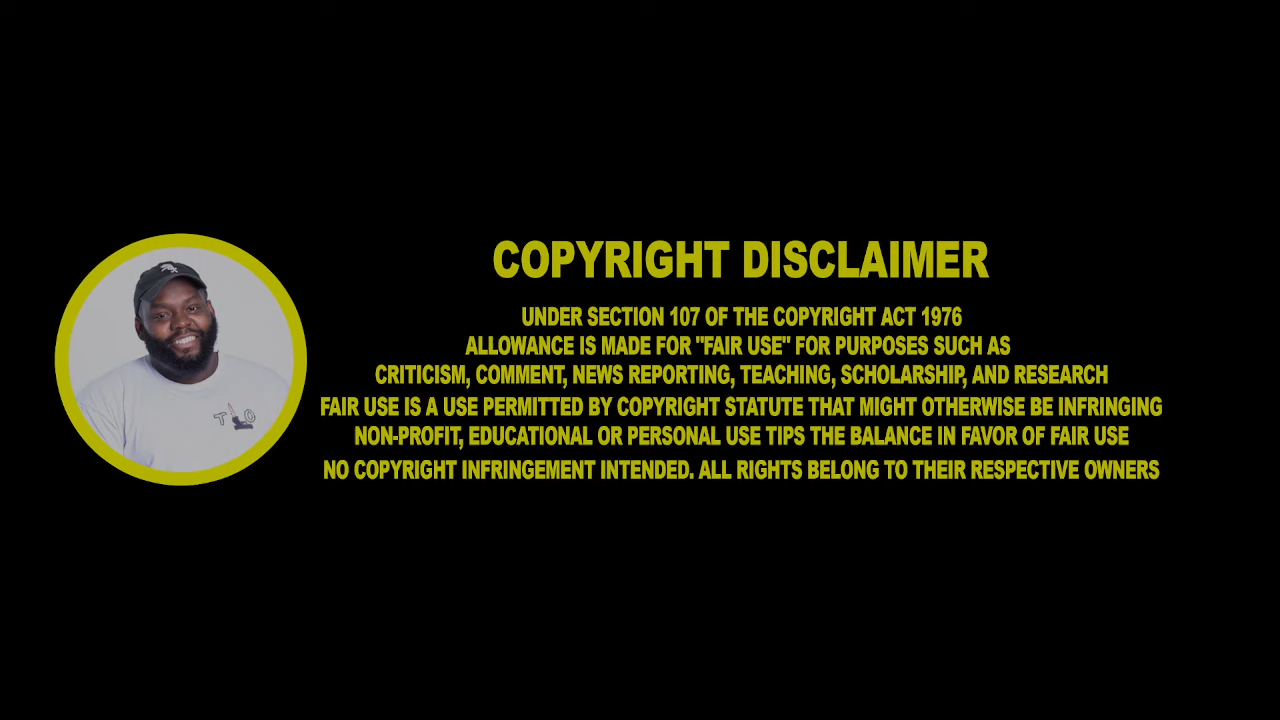 COPYRIGHT DISCLAIMER
UNDER SECTION 107 OF THE COPYRIGHT ACT 1976
ALLOWANCE IS MADE FOR "FAIR USE" FOR PURPOSES SUCH AS
CRITICISM, COMMENT, NEWS REPORTING, TEACHING, SCHOLARSHIP, AND RESEARCH
FAIR USE IS A USE PERMITTED BY COPYRIGHT STATUTE THAT MIGHT OTHERWISE BE INFRINGING
NON-PROFIT, EDUCATIONAL OR PERSONAL USE TIPS THE BALANCE IN FAVOR OF FAIR USE
NO COPYRIGHT INFRINGEMENT INTENDED. ALL RIGHTS BELONG TO THEIR RESPECTIVE OWNERS